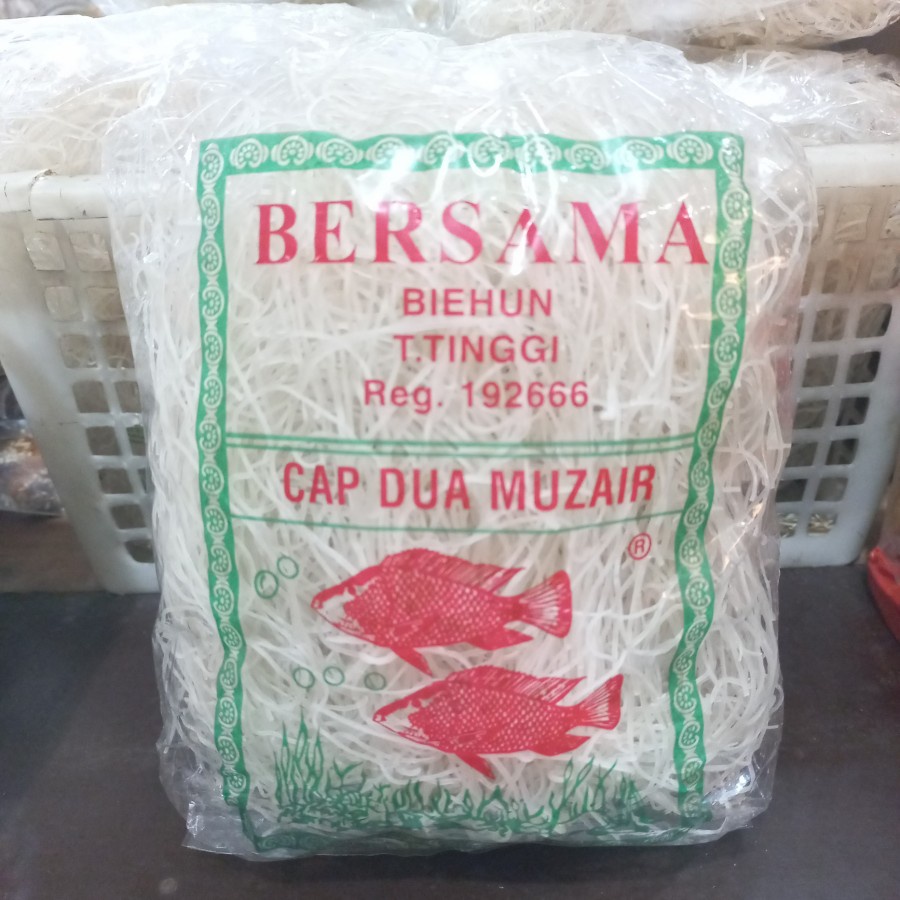 BERSAMA
BIEHUN
T.TINGGI
Reg. 192666
CAP DUA MUZAIR
®